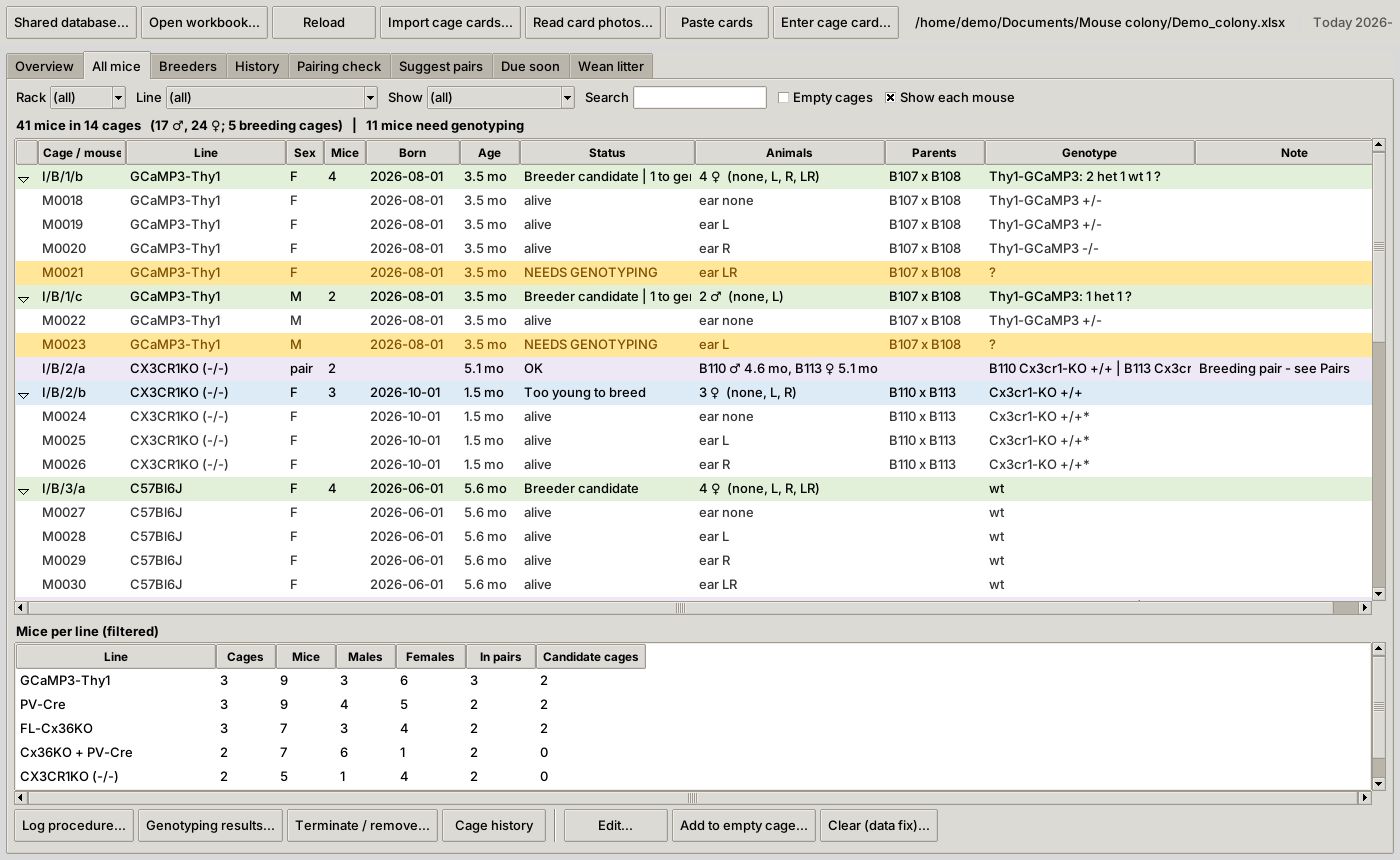 Shared database... Open workbook... Reload Import cage cards... Read card photos... Paste cards Enter cage card... /home/demo/Documents/Mouse colony/Demo_colony.xlsx Today 2026-
Overview All mice Breeders History Pairing check Suggest pairs Due soon Wean litter
Rack (all) Line (all) Show (all) Search Empty cages Show each mouse
41 mice in 14 cages (17 ♂, 24 ♀; 5 breeding cages) | 11 mice need genotyping
Cage / mouse Line Sex Mice Born Age Status Animals Parents Genotype Note
I/B/1/b GCaMP3-Thy1 F 4 2026-08-01 3.5 mo Breeder candidate | 1 to ger 4 ♀ (none, L, R, LR) B107 x B108 Thy1-GCaMP3: 2 het 1 wt 1 ?
M0018 GCaMP3-Thy1 F 2026-08-01 3.5 mo alive ear none B107 x B108 Thy1-GCaMP3 +/-
M0019 GCaMP3-Thy1 F 2026-08-01 3.5 mo alive ear L B107 x B108 Thy1-GCaMP3 +/-
M0020 GCaMP3-Thy1 F 2026-08-01 3.5 mo alive ear R B107 x B108 Thy1-GCaMP3 -/-
M0021 GCaMP3-Thy1 F 2026-08-01 3.5 mo NEEDS GENOTYPING ear LR B107 x B108 ?
I/B/1/c GCaMP3-Thy1 M 2 2026-08-01 3.5 mo Breeder candidate | 1 to ger 2 ♂ (none, L) B107 x B108 Thy1-GCaMP3: 1 het 1 ?
M0022 GCaMP3-Thy1 M 2026-08-01 3.5 mo alive ear none B107 x B108 Thy1-GCaMP3 +/-
M0023 GCaMP3-Thy1 M 2026-08-01 3.5 mo NEEDS GENOTYPING ear L B107 x B108 ?
I/B/2/a CX3CR1KO (-/-) pair 2 5.1 mo OK B110 ♂ 4.6 mo, B113 ♀ 5.1 mo B110 Cx3cr1-KO +/+ | B113 Cx3cr Breeding pair - see Pairs
I/B/2/b CX3CR1KO (-/-) F 3 2026-10-01 1.5 mo Too young to breed 3 ♀ (none, L, R) B110 x B113 Cx3cr1-KO +/+
M0024 CX3CR1KO (-/-) F 2026-10-01 1.5 mo alive ear none B110 x B113 Cx3cr1-KO +/+*
M0025 CX3CR1KO (-/-) F 2026-10-01 1.5 mo alive ear L B110 x B113 Cx3cr1-KO +/+*
M0026 CX3CR1KO (-/-) F 2026-10-01 1.5 mo alive ear R B110 x B113 Cx3cr1-KO +/+*
I/B/3/a C57Bl6J F 4 2026-06-01 5.6 mo Breeder candidate 4 ♀ (none, L, R, LR) wt
M0027 C57Bl6J F 2026-06-01 5.6 mo alive ear none wt
M0028 C57Bl6J F 2026-06-01 5.6 mo alive ear L wt
M0029 C57Bl6J F 2026-06-01 5.6 mo alive ear R wt
M0030 C57Bl6J F 2026-06-01 5.6 mo alive ear LR wt
Mice per line (filtered)
Line Cages Mice Males Females In pairs Candidate cages
GCaMP3-Thy1 3 9 3 6 3 2
PV-Cre 3 9 4 5 2 2
FL-Cx36KO 3 7 3 4 2 2
Cx36KO + PV-Cre 2 7 6 1 2 0
CX3CR1KO (-/-) 2 5 1 4 2 0
Log procedure... Genotyping results... Terminate / remove... Cage history Edit... Add to empty cage... Clear (data fix)...